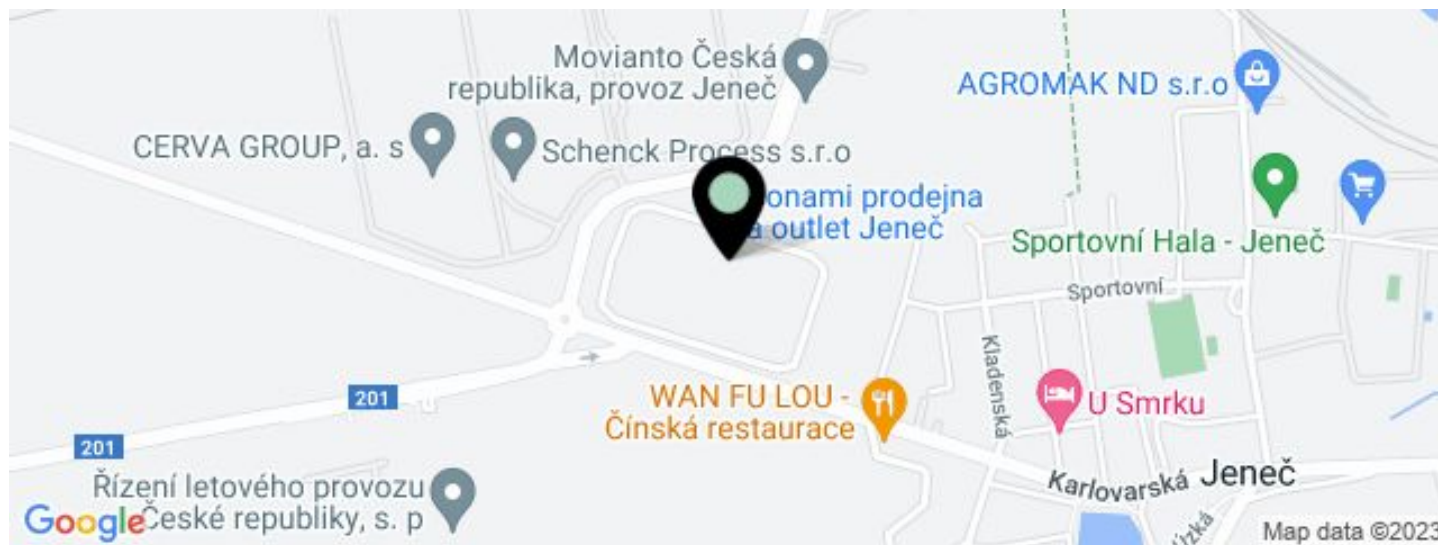 Movianto Česká
republika, provoz Jeneč
AGROMAK ND s.r.o
CERVA GROUP, a. s
Schenck Process s.r.o
onami prodejna
a outlet Jeneč
Sportovní Hala - Jeneč
Sportovní
Kladenská
201
WAN FU LOU -
Čínská restaurace
U Smrku
201
Karlovarská
Jeneč
Řízení letového provozu
České republiky, s. p
Úzká
Google
Map data ©2023